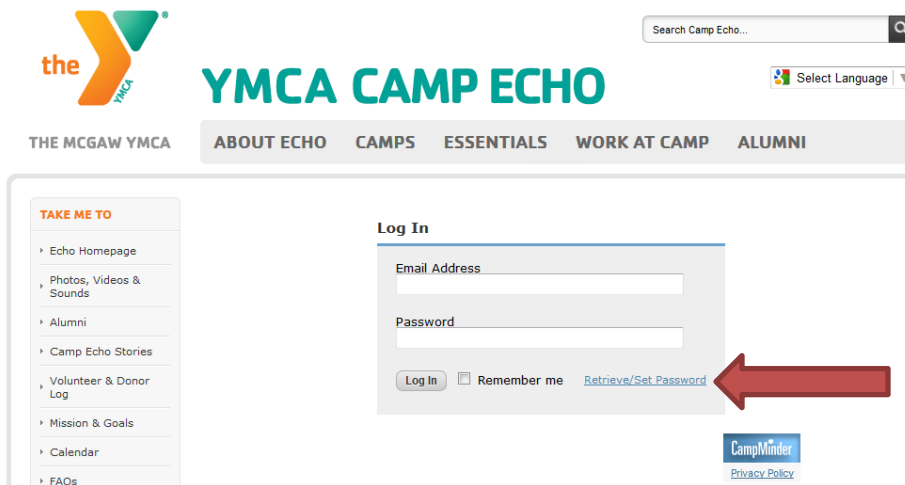 the
YMCA
Search Camp Echo...
YMCA CAMP ECHO
Select Language
THE MCGAW YMCA
ABOUT ECHO
CAMPS
ESSENTIALS
WORK AT CAMP
ALUMNI
TAKE ME TO
Echo Homepage
Photos, Videos &
Sounds
Alumni
Camp Echo Stories
Volunteer & Donor
Log
Mission & Goals
Calendar
FAQs
Log In
Email Address
Password
Log In
Remember me
Retrieve/Set Password
CampMinder
Privacy Policy